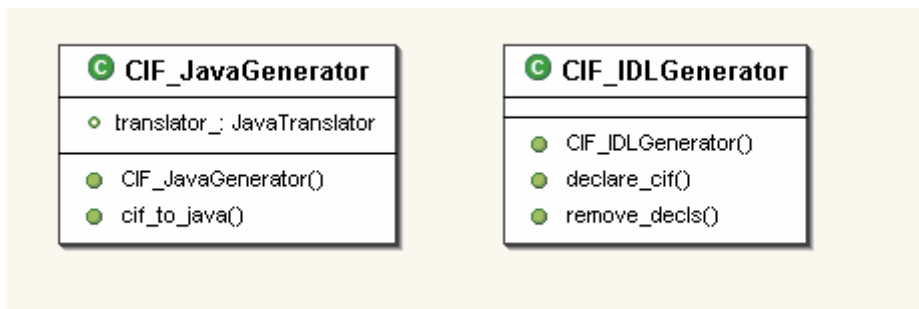 C CIF_JavaGenerator
translator_: JavaTranslator
CIF_JavaGenerator()
cif_to_java()
C CIF_IDLGenerator
CIF_IDLGenerator()
declare_cif()
remove_decls()